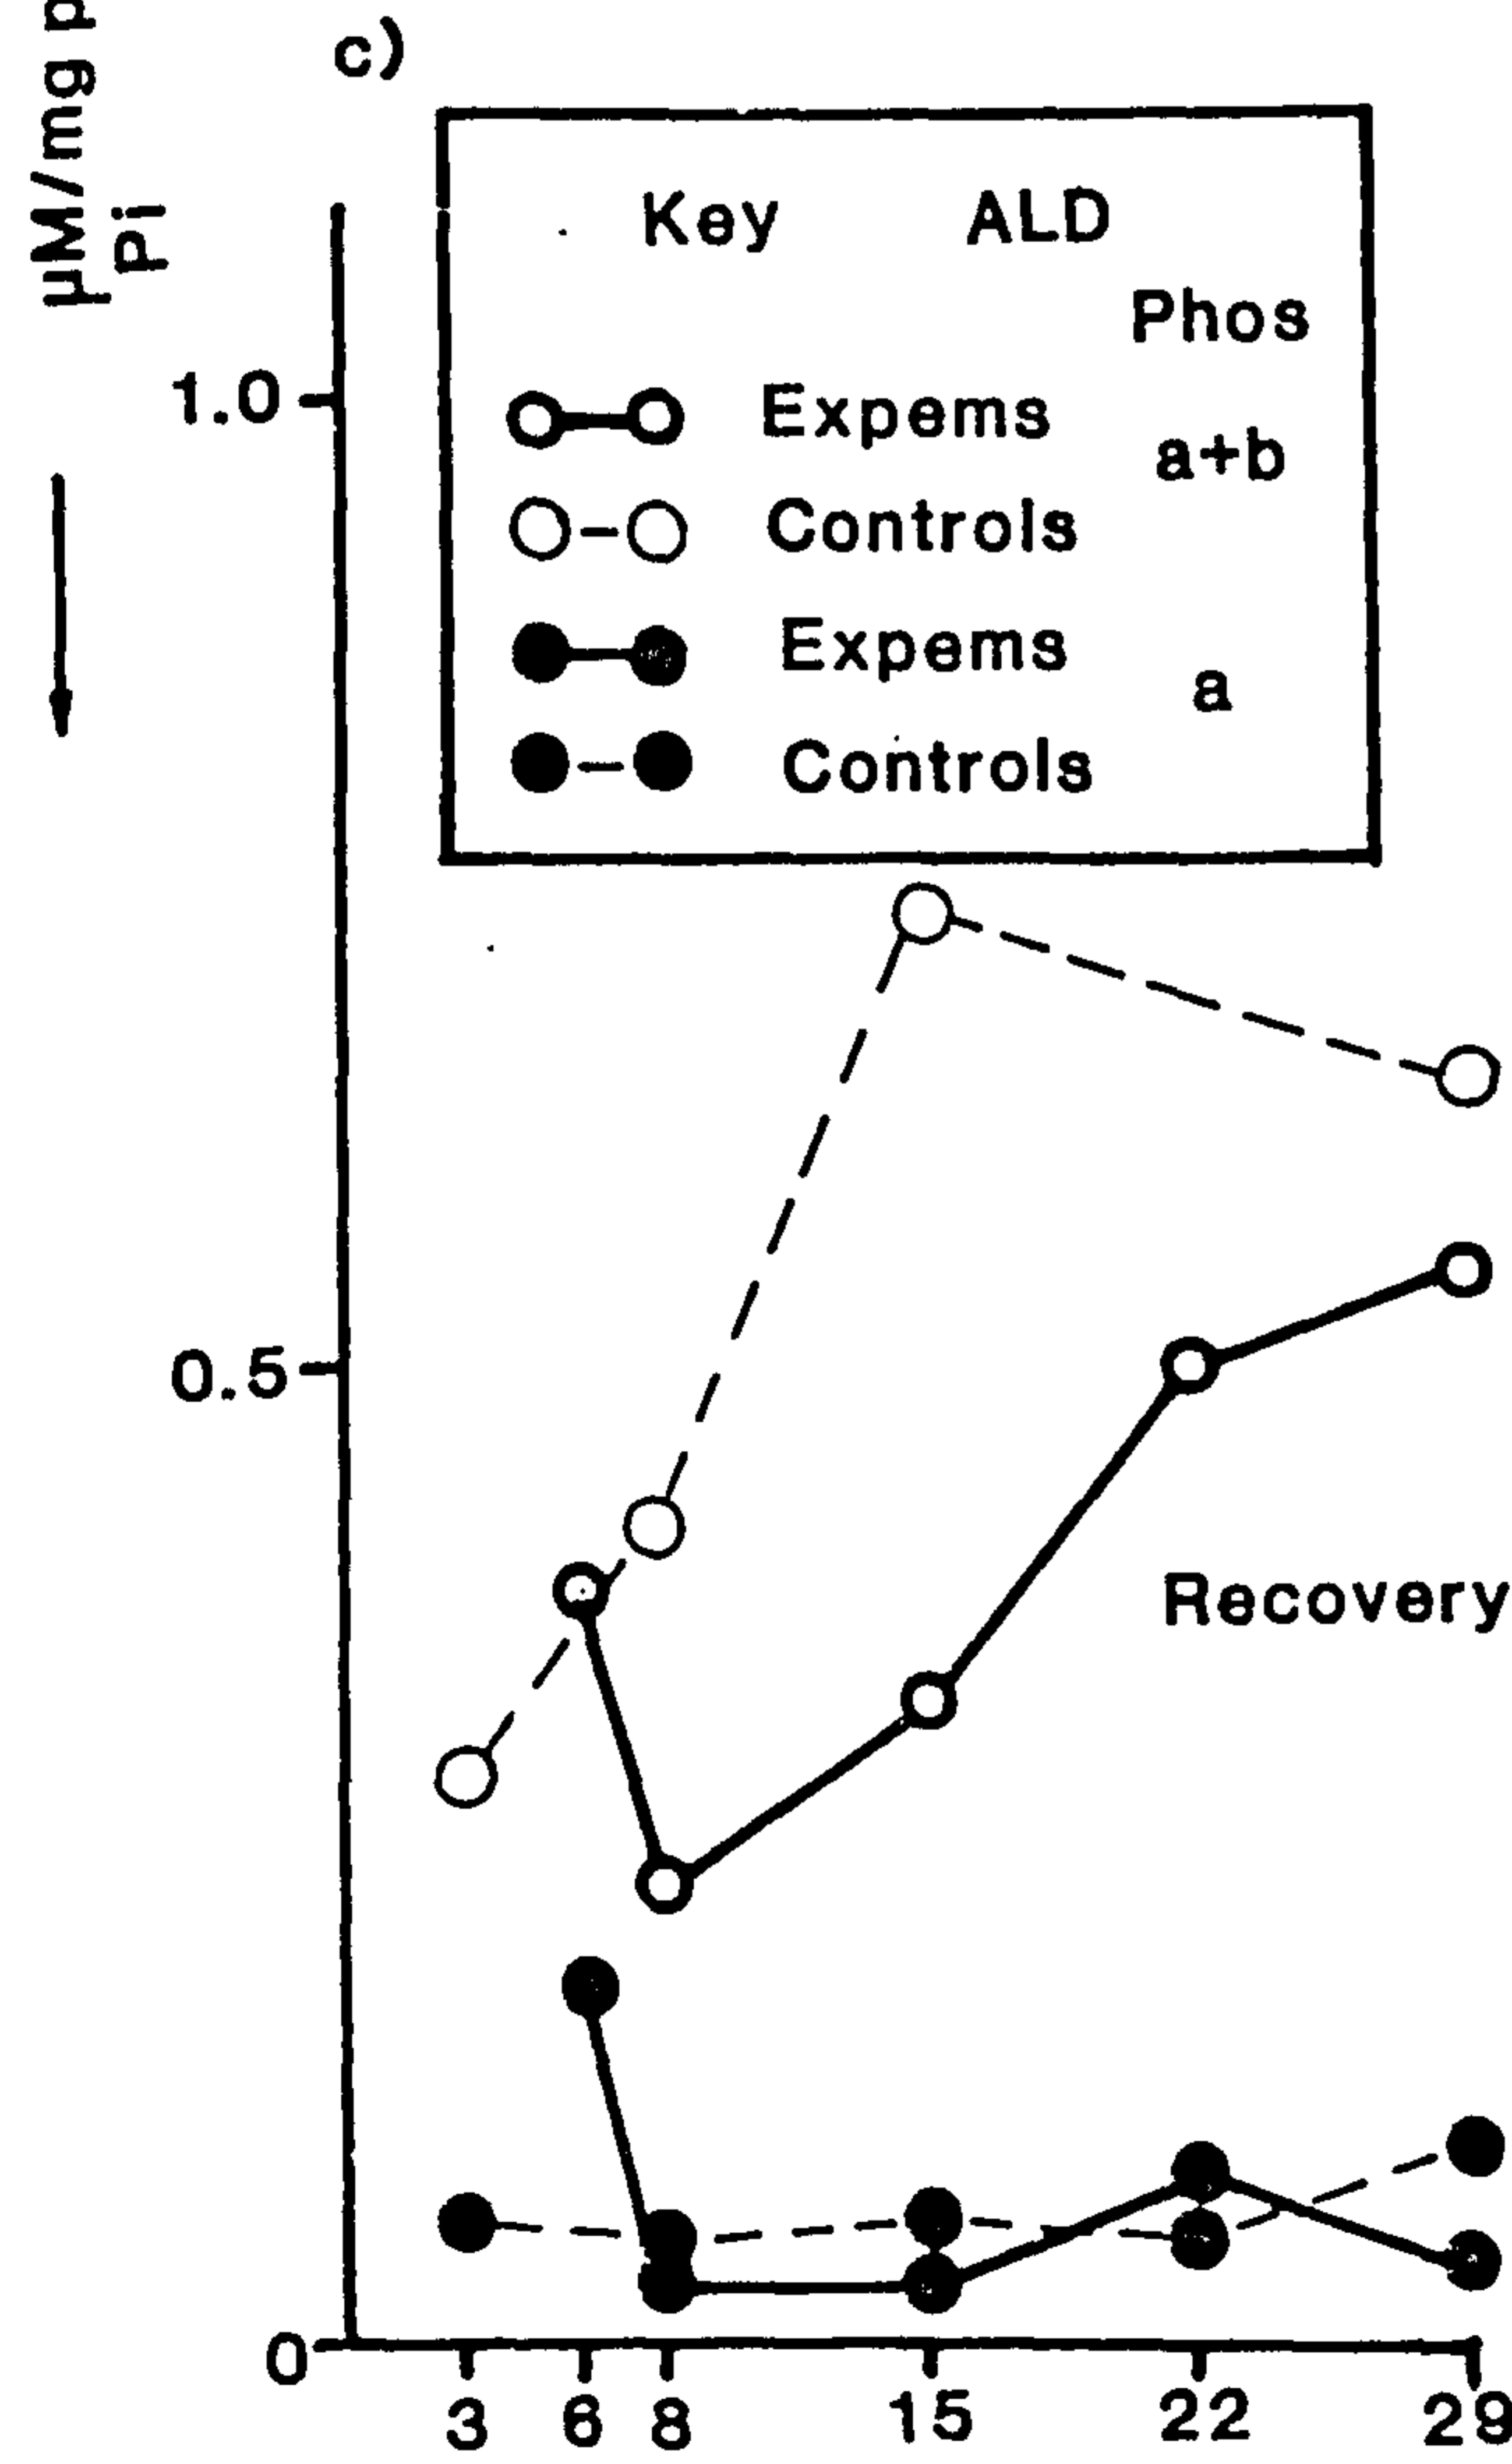 c)
µM/mg p
pi
Key ALD
Phos
Expems
a+b
Controls
Expems
a
Controls
1.0
0.5
Recovery
0
3 6 8 15 22 29